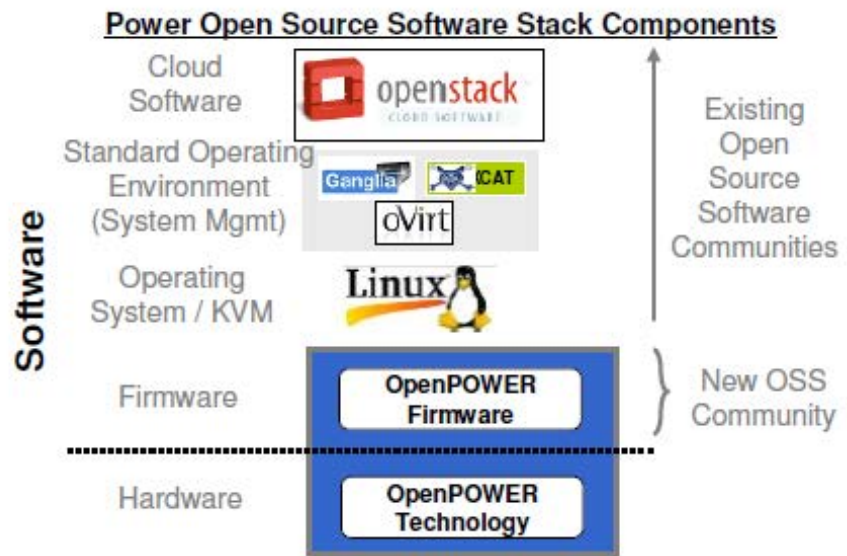 Power Open Source Software Stack Components
Cloud
Software
openstack
CLOUD SOFTWARE
Standard Operating
Environment
(System Mgmt)
Ganglia
CAT
oVirt
Operating
System / KVM
Linux
Existing
Open
Source
Software
Communities
Software
Firmware
OpenPOWER
Firmware
New OSS
Community
Hardware
OpenPOWER
Technology